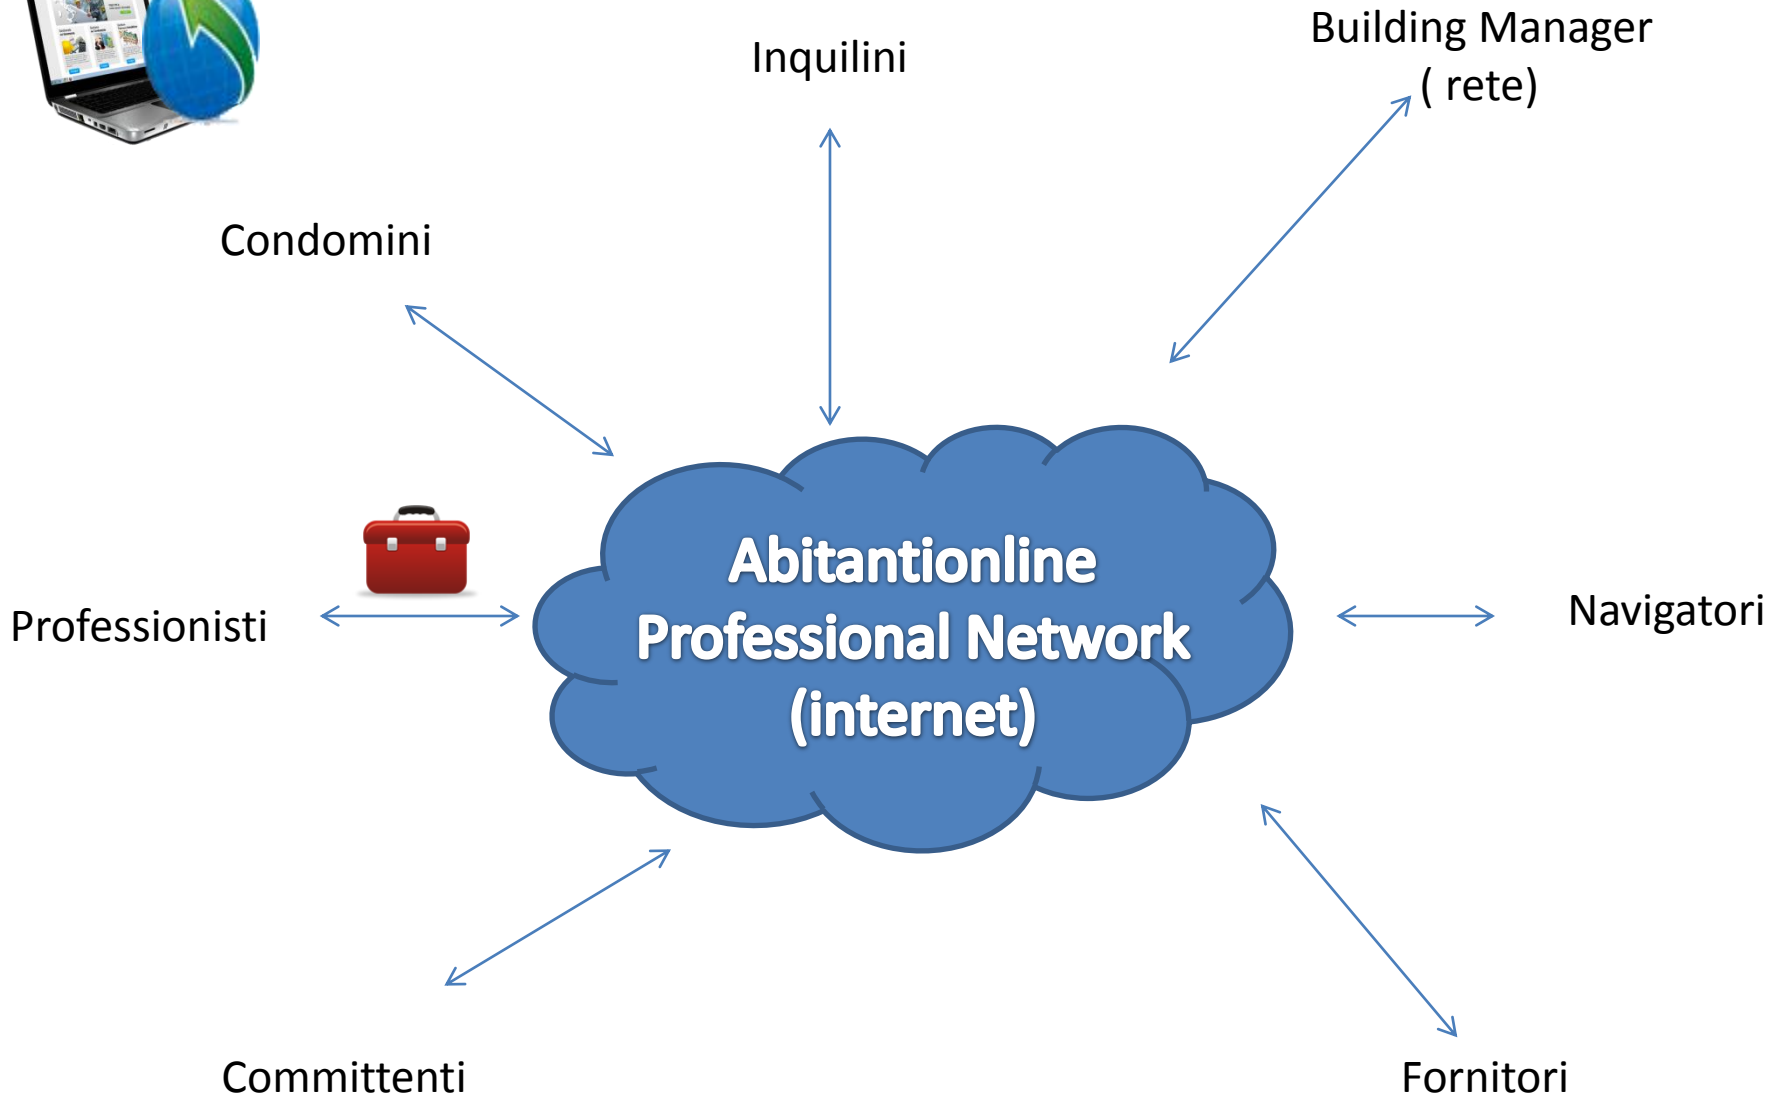 Building Manager
( rete)
Inquilini
Condomini
Abitantionline
Professional Network
(internet)
Professionisti
Navigatori
Committenti
Fornitori